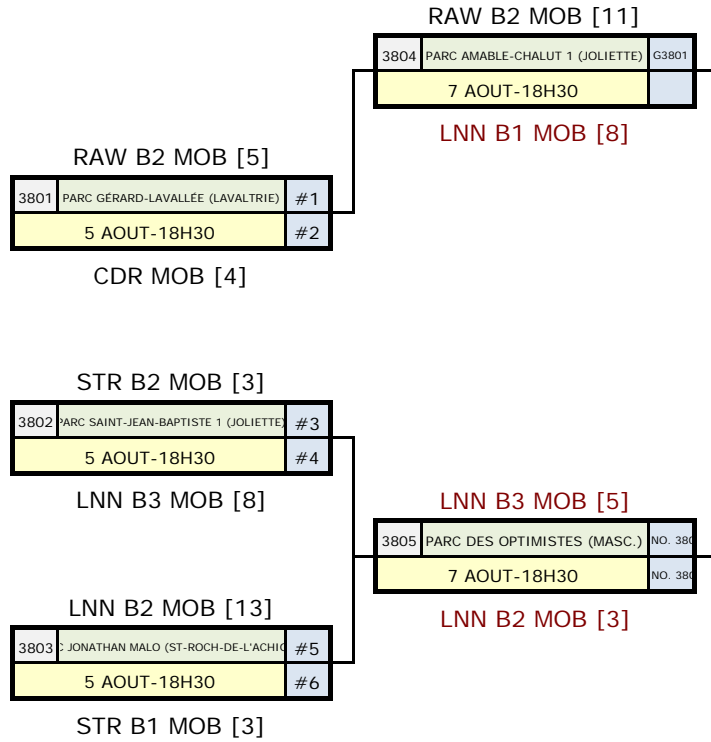 RAW B2 MOB [11]
3804 PARC AMABLE-CHALUT 1 (JOLIETTE) G3801
7 AOUT-18H30
LNN B1 MOB [8]
RAW B2 MOB [5]
3801 PARC GÉRARD-LAVALLÉE (LAVALTRIE) #1
5 AOUT-18H30 #2
CDR MOB [4]
STR B2 MOB [3]
3802 PARC SAINT-JEAN-BAPTISTE 1 (JOLIETTE) #3
5 AOUT-18H30 #4
LNN B3 MOB [8]
LNN B3 MOB [5]
3805 PARC DES OPTIMISTES (MASC.) NO. 380
7 AOUT-18H30 NO. 380
LNN B2 MOB [3]
LNN B2 MOB [13]
3803 C JONATHAN MALO (ST-ROCH-DE-L'ACHIG #5
5 AOUT-18H30 #6
STR B1 MOB [3]